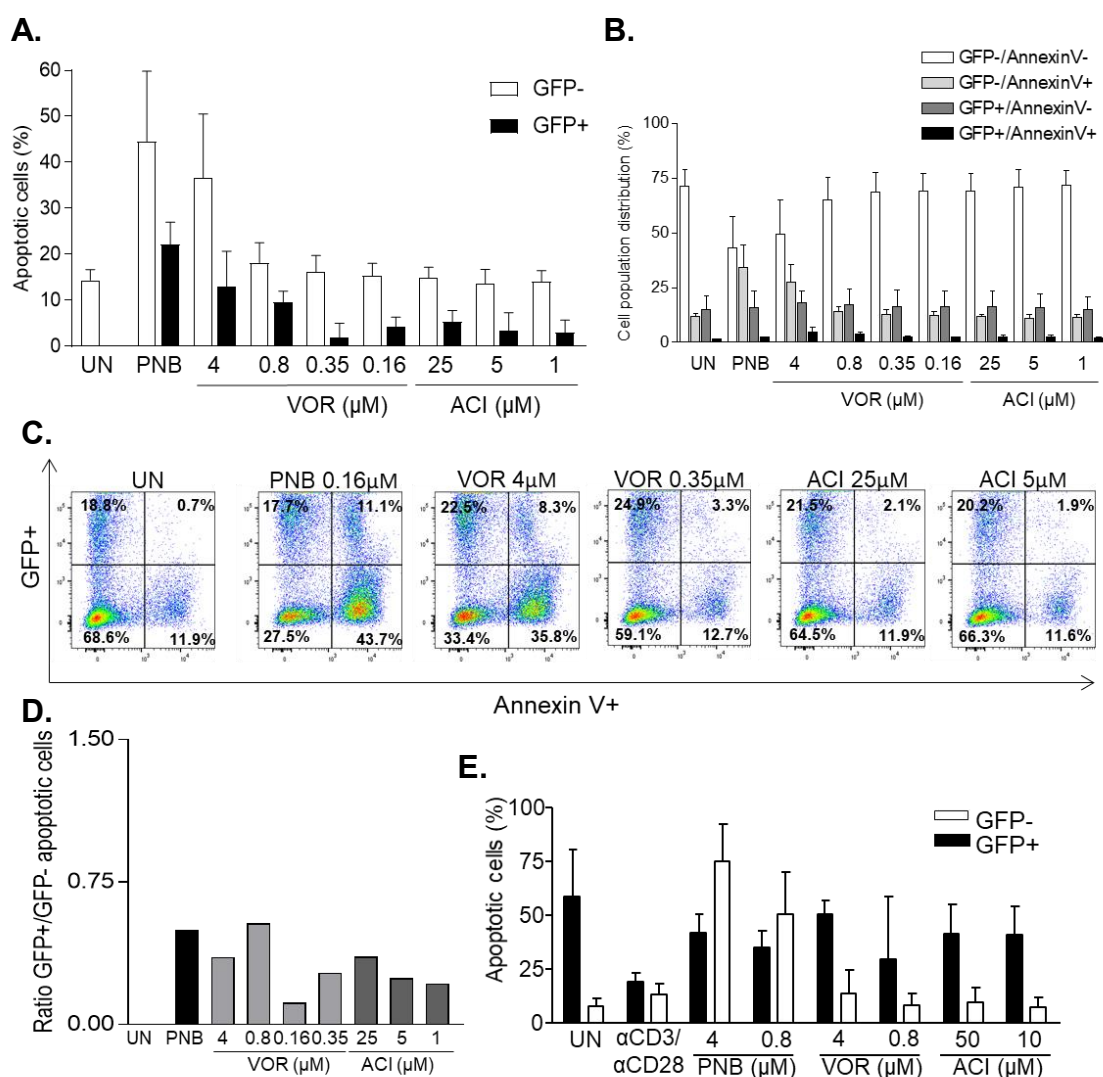 A.
Apoptotic cells (%)
60
50
40
30
20
10
0
GFP-
GFP+
UN PNB 4 0.8 0.35 0.16 25 5 1
VOR (µM) ACI (µM)
B.
Cell population distribution (%)
GFP-/AnnexinV-
GFP-/AnnexinV+
GFP+/AnnexinV-
GFP+/AnnexinV+
100
75
50
25
0
UN PNB 4 0.8 0.35 0.16 25 5 1
VOR (µM) ACI (µM)
C.
GFP+
UN PNB 0.16µM VOR 4µM VOR 0.35µM ACI 25µM ACI 5µM
18.8% 0.7% 17.7% 11.1% 22.5% 8.3% 24.9% 3.3% 21.5% 2.1% 20.2% 1.9%
68.6% 11.9% 27.5% 43.7% 33.4% 35.8% 59.1% 12.7% 64.5% 11.9% 66.3% 11.6%
Annexin V+
D.
Ratio GFP+/GFP- apoptotic cells
1.50
0.75
0.00
UN PNB 4 0.8 0.16 0.35 25 5 1
VOR (µM) ACI (µM)
E.
Apoptotic cells (%)
100
75
50
25
0
GFP-
GFP+
UN αCD3/ 4 0.8 4 0.8 50 10
αCD28 PNB (µM) VOR (µM) ACI (µM)